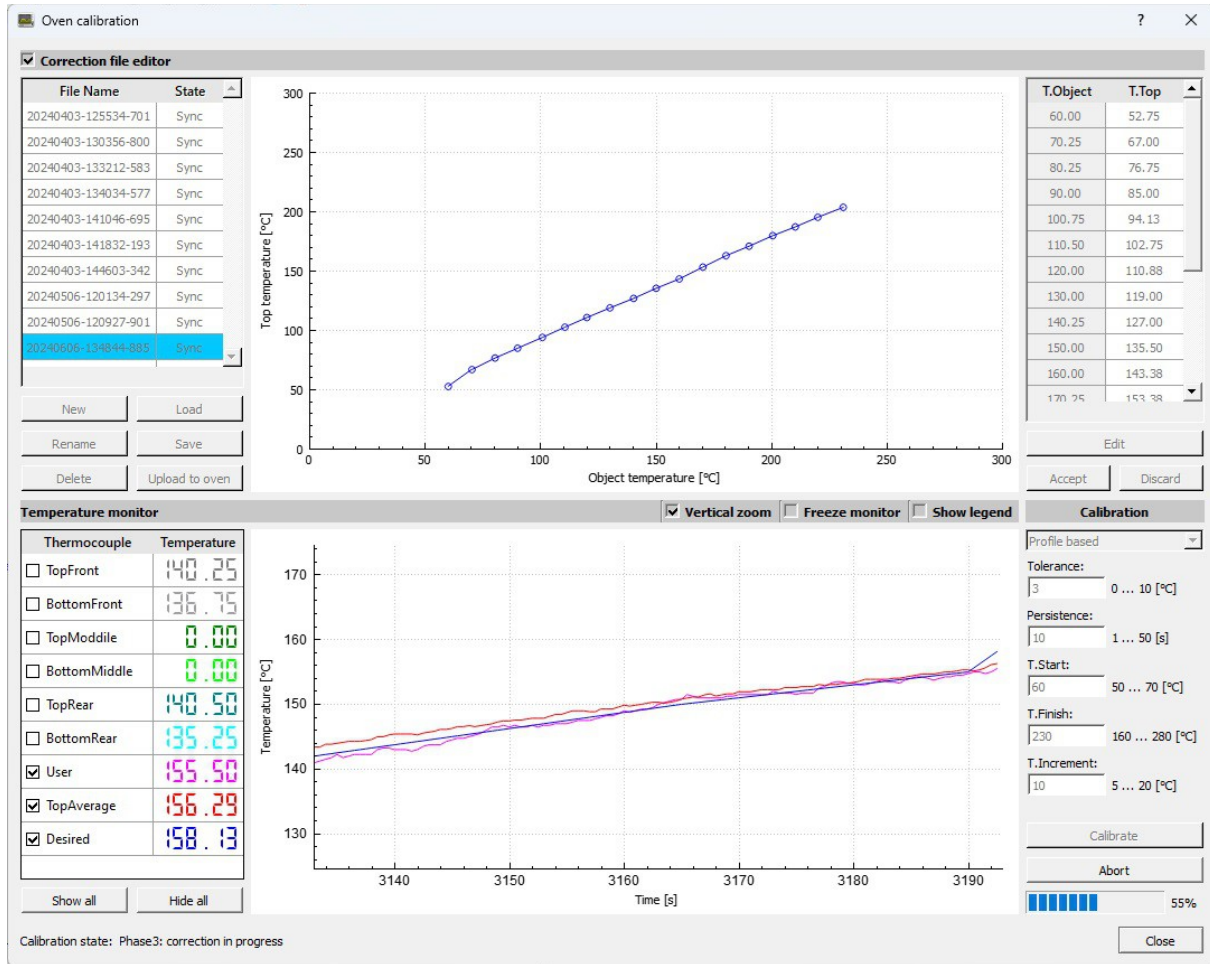 Oven calibration ? ×
Correction file editor
File Name State
20240403-125534-701 Sync
20240403-130356-800 Sync
20240403-133212-583 Sync
20240403-134034-577 Sync
20240403-141046-695 Sync
20240403-141832-193 Sync
20240403-144603-342 Sync
20240506-120134-297 Sync
20240506-120927-901 Sync
20240606-134844-885 Sync
New Load
Rename Save
Delete Upload to oven
Top temperature [°C]
300
250
200
150
100
50
0
0 50 100 150 200 250 300
Object temperature [°C]
T.Object T.Top
60.00 52.75
70.25 67.00
80.25 76.75
90.00 85.00
100.75 94.13
110.50 102.75
120.00 110.88
130.00 119.00
140.25 127.00
150.00 135.50
160.00 143.38
170.25 153.38
Edit
Accept Discard
Temperature monitor Vertical zoom Freeze monitor Show legend
Thermocouple Temperature
TopFront 140.25
BottomFront 136.75
TopModdile 0.00
BottomMiddle 0.00
TopRear 140.50
BottomRear 135.25
User 155.50
TopAverage 156.29
Desired 158.13
Show all Hide all
Temperature [°C]
170
160
150
140
130
3140 3150 3160 3170 3180 3190
Time [s]
Calibration
Profile based
Tolerance:
3 0 ... 10 [°C]
Persistence:
10 1 ... 50 [s]
T.Start:
60 50 ... 70 [°C]
T.Finish:
230 160 ... 280 [°C]
T.Increment:
10 5 ... 20 [°C]
Calibrate
Abort
55%
Calibration state: Phase3: correction in progress
Close